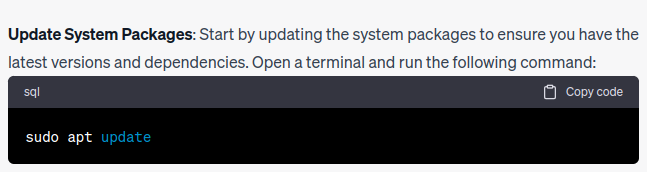 Update System Packages: Start by updating the system packages to ensure you have the
latest versions and dependencies. Open a terminal and run the following command:
sql Copy code
sudo apt update